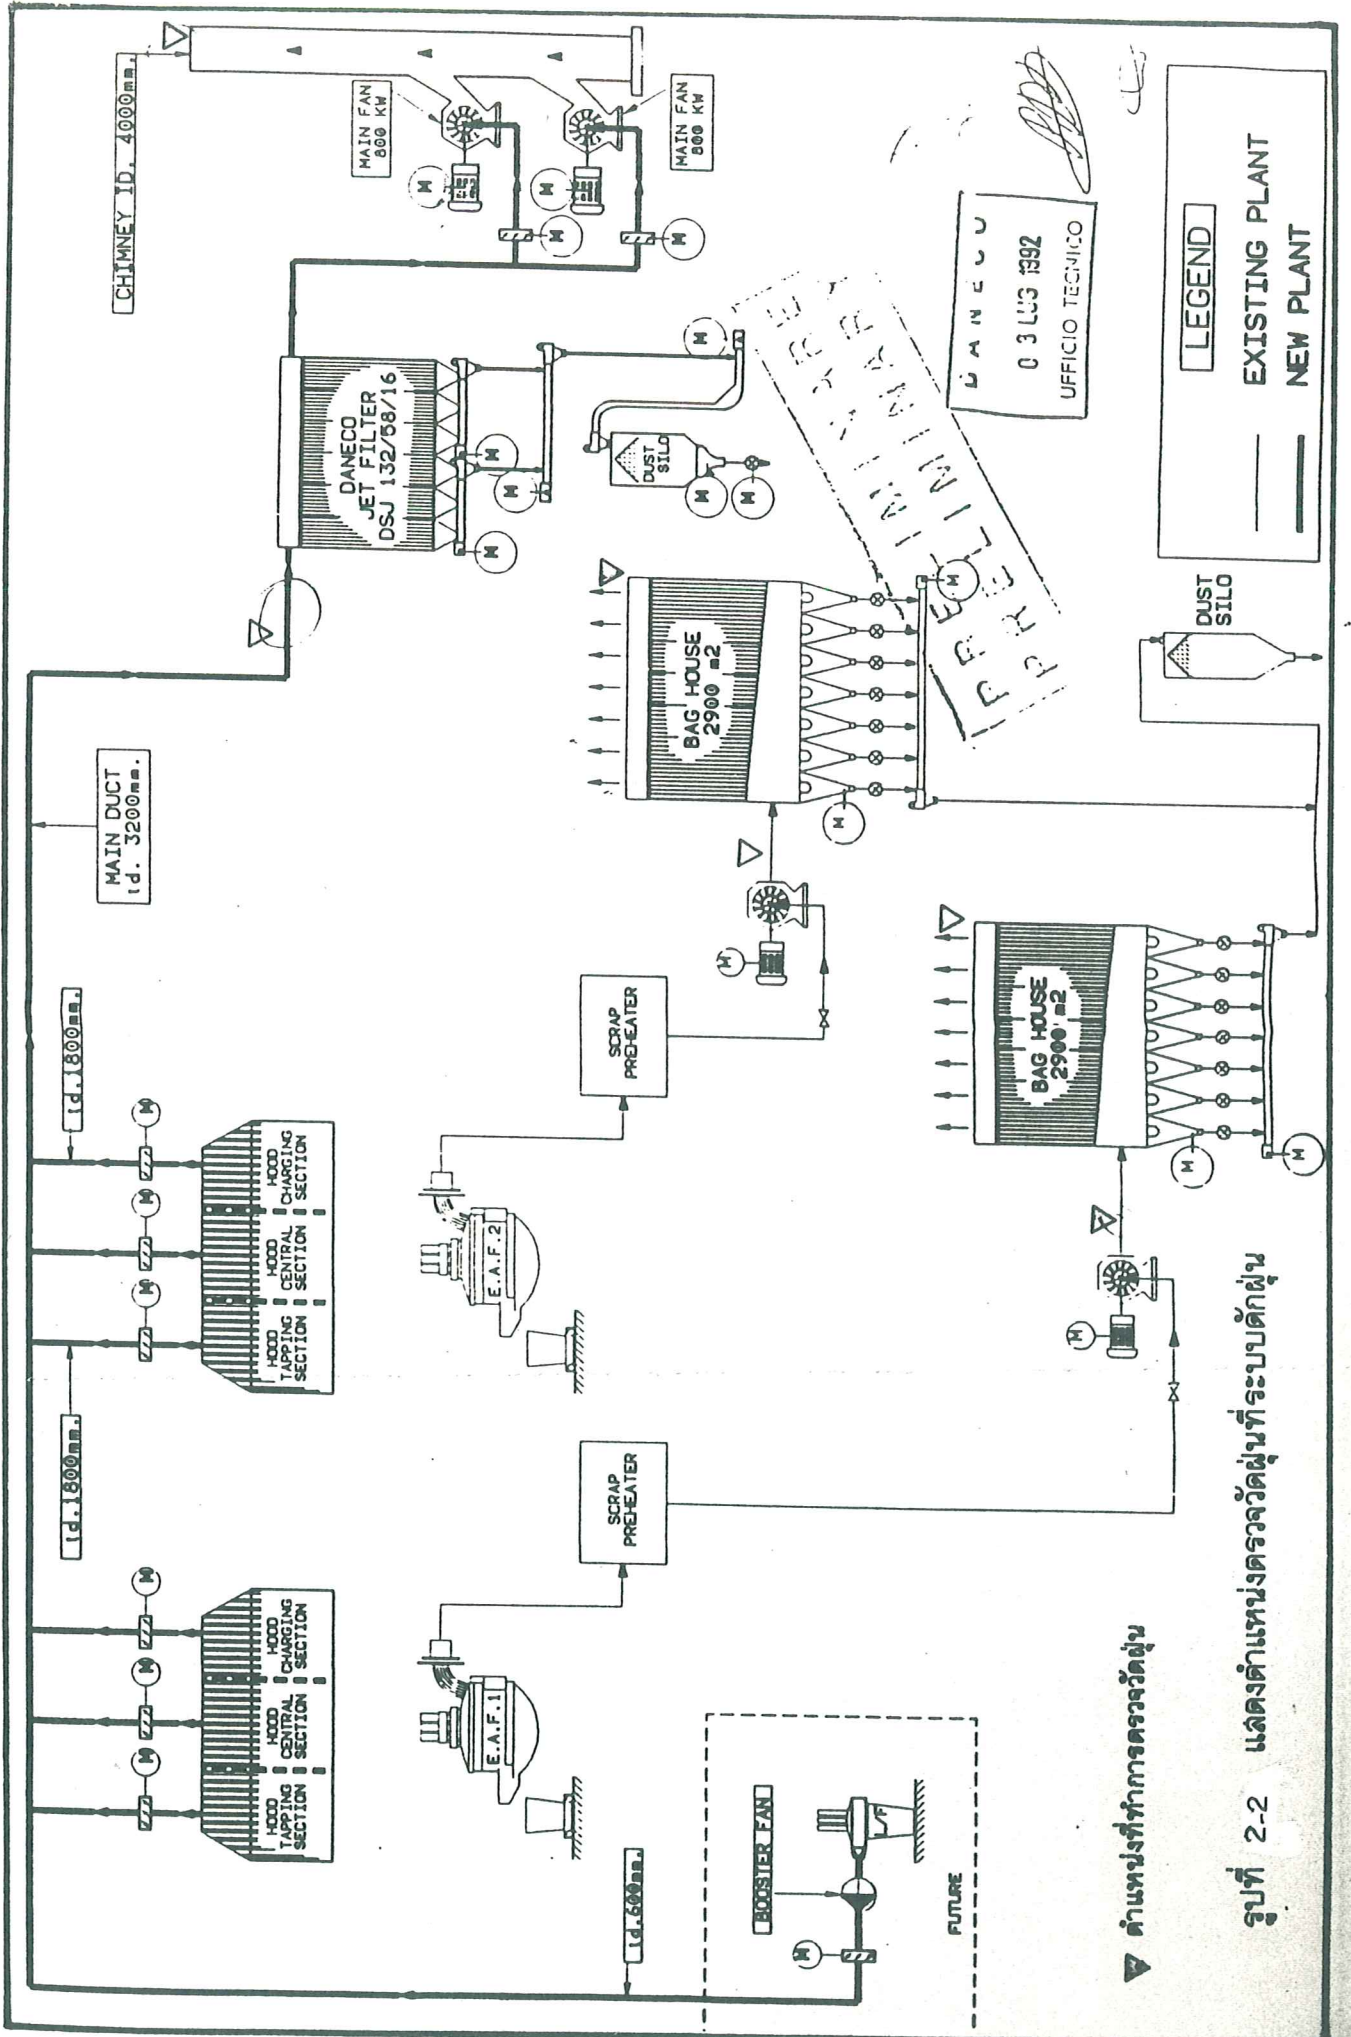 CHIMNEY ID. 4000mm.
MAIN FAN
800 KW
MAIN FAN
800 KW
M
M
M
M
DANECO
JET FILTER
DSJ 132/58/16
M
M
M
M
DUST
SILO
M
M
MAIN DUCT
id. 3200mm.
id.1800mm.
id.1800mm.
M
M
M
HOOD
TAPPING
SECTION
HOOD
CENTRAL
SECTION
HOOD
CHARGING
SECTION
M
M
M
HOOD
TAPPING
SECTION
HOOD
CENTRAL
SECTION
HOOD
CHARGING
SECTION
E.A.F.1
E.A.F.2
SCRAP
PREHEATER
SCRAP
PREHEATER
M
BAG HOUSE
2900 m2
M
M
M
BAG HOUSE
2900 m2
M
M
DUST
SILO
id.600mm.
BOOSTER FAN
M
L/F
FUTURE
PRELIMINARE
PRELIMINAR
DANECO
03 LUG 1992
UFFICIO TECNICO
LEGEND
EXISTING PLANT
NEW PLANT
ตำแหน่งที่ทำการตรวจวัดฝุ่น
รูปที่ 2-2 แสดงตำแหน่งตรวจวัดฝุ่นที่ระบบดักฝุ่น